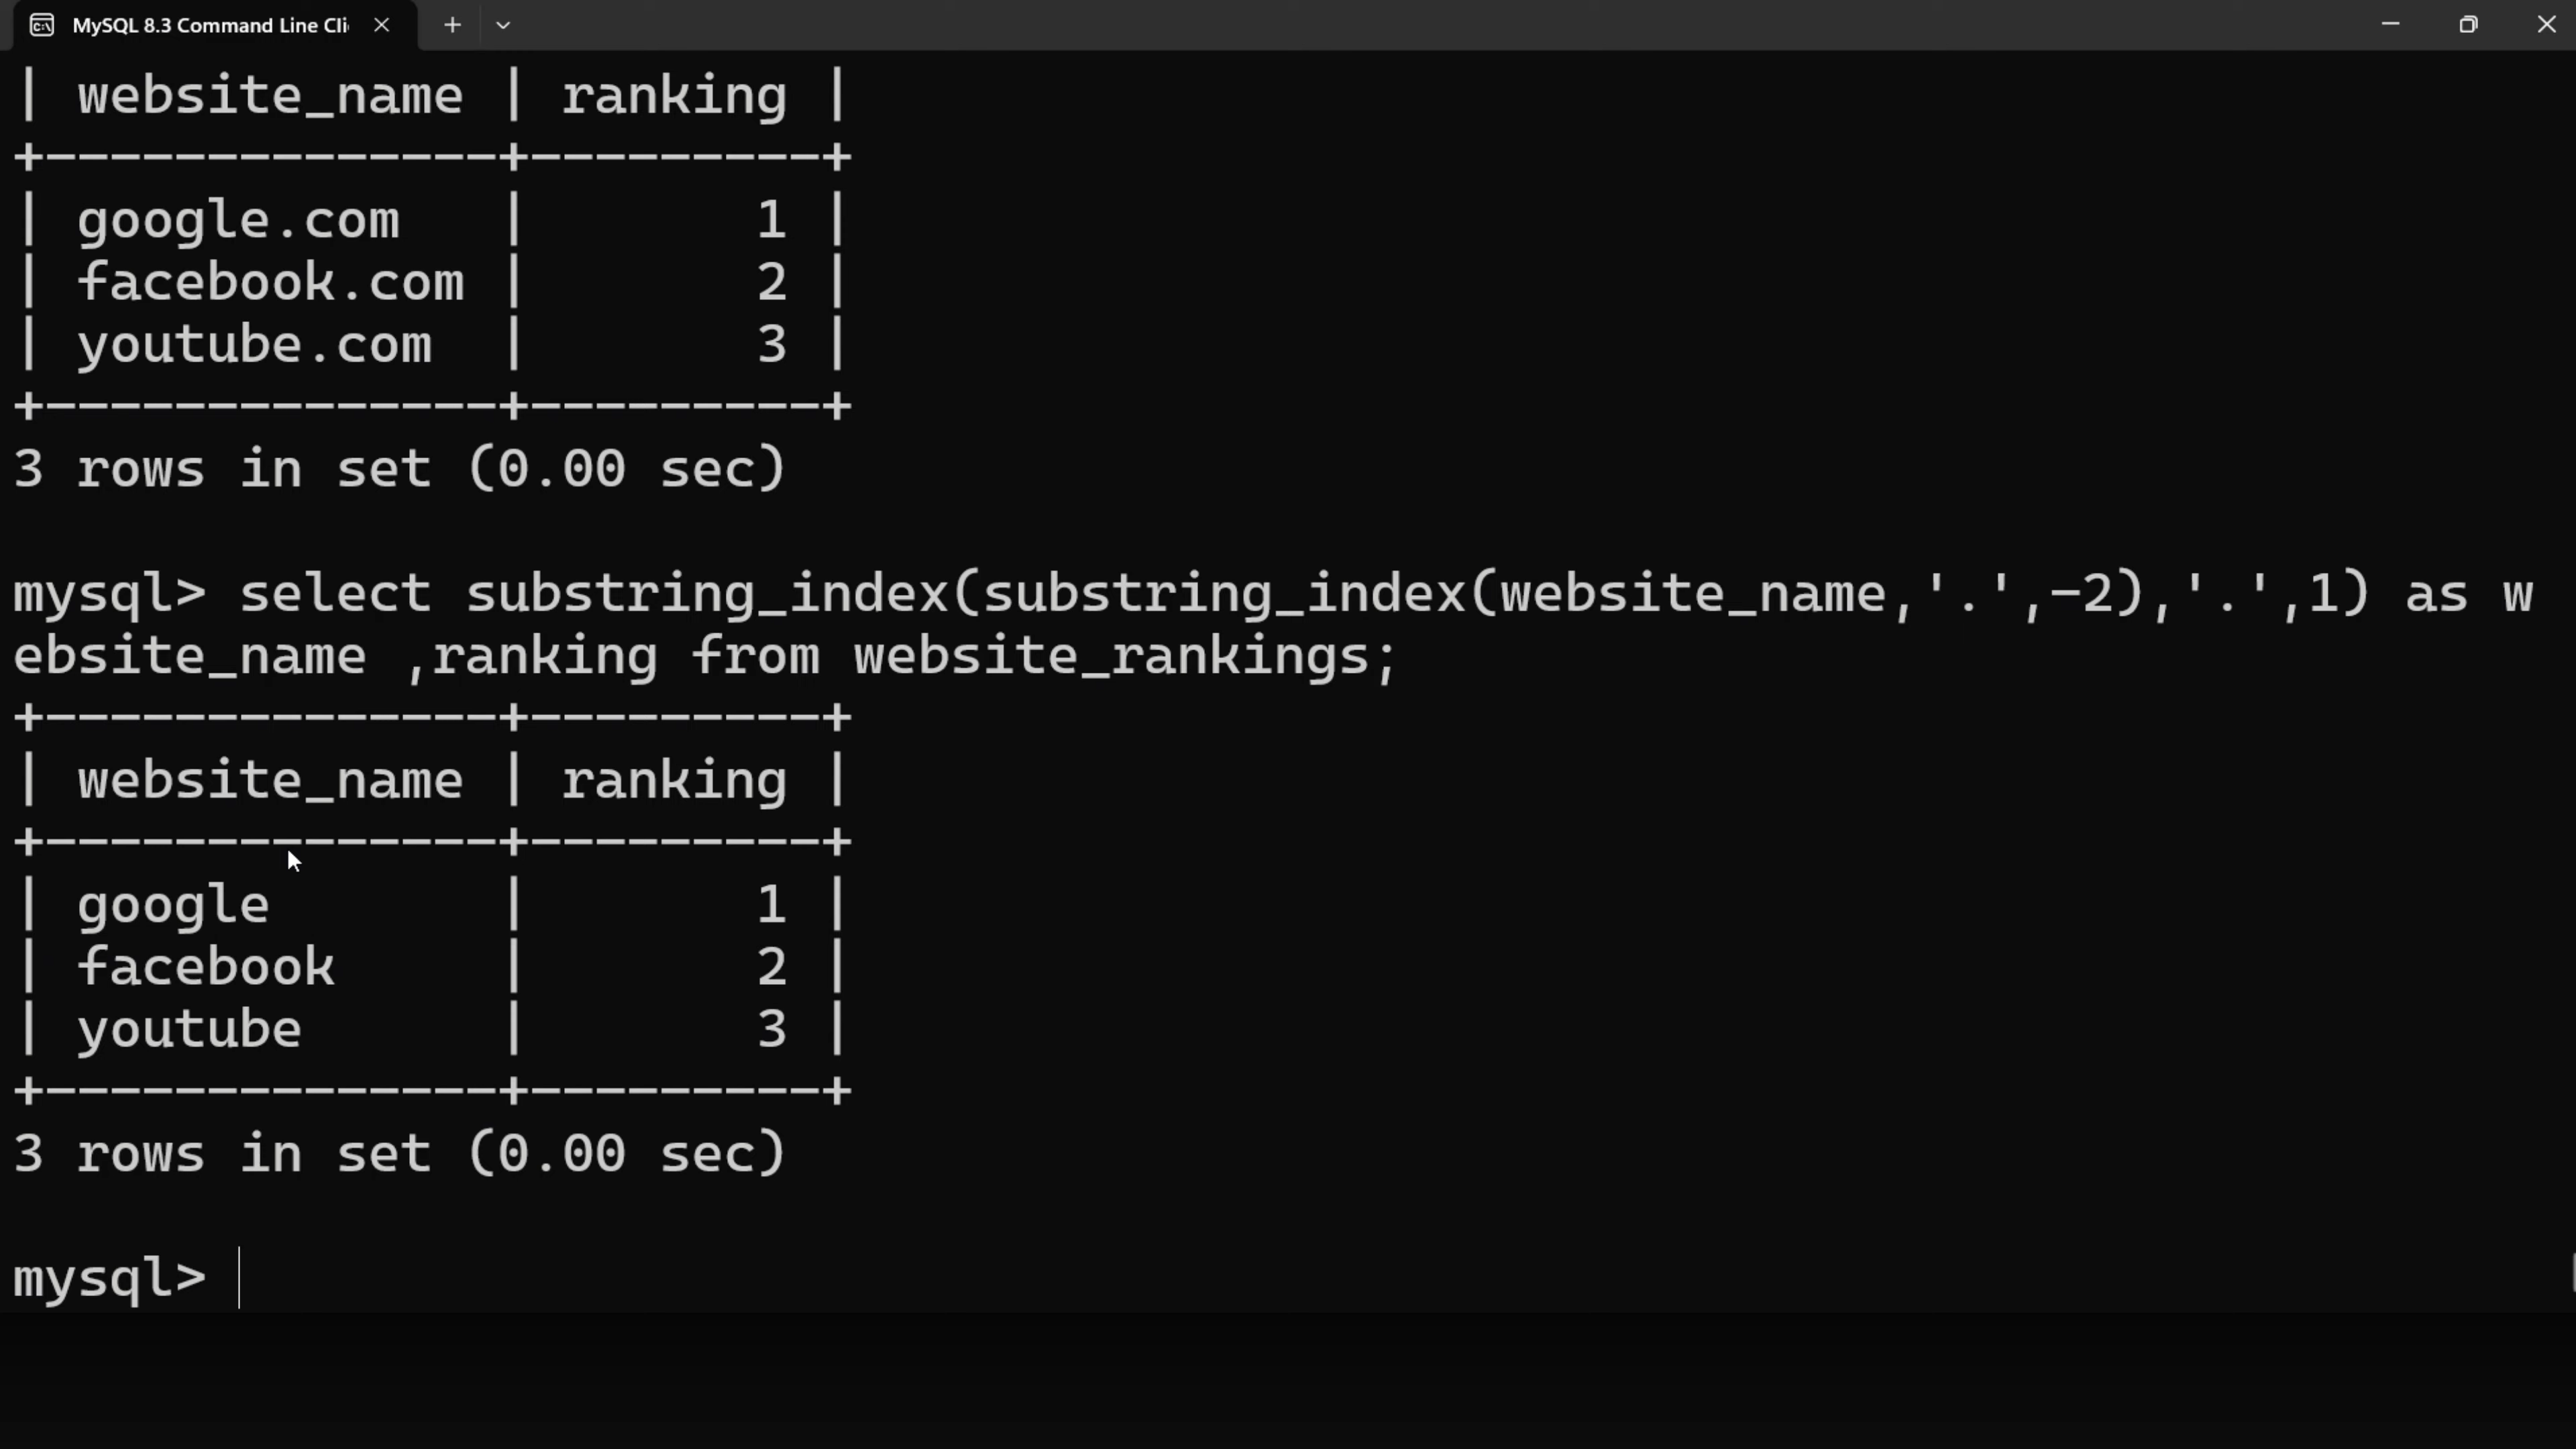 MySQL 8.3 Command Line Cli
| website_name | ranking |
+--------------+---------+
| google.com   |       1 |
| facebook.com |       2 |
| youtube.com  |       3 |
+--------------+---------+
3 rows in set (0.00 sec)
mysql> select substring_index(substring_index(website_name,'.',-2),'.',1) as w
ebsite_name ,ranking from website_rankings;
+--------------+---------+
| website_name | ranking |
+--------------+---------+
| google       |       1 |
| facebook     |       2 |
| youtube      |       3 |
+--------------+---------+
3 rows in set (0.00 sec)
mysql>